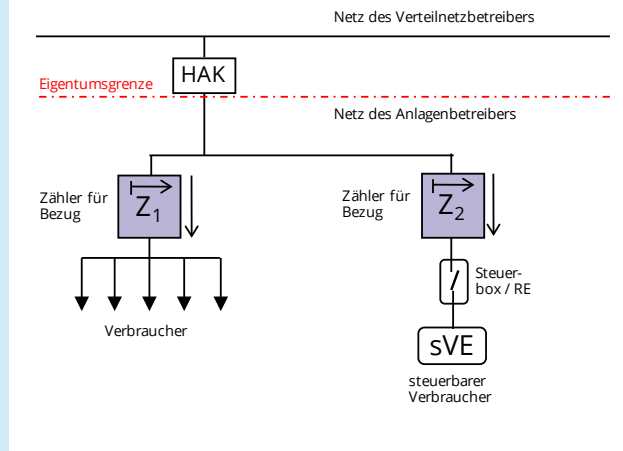 Netz des Verteilnetzbetreibers
HAK
Eigentumsgrenze
Netz des Anlagenbetreibers
Zähler für
Bezug
Z1
Zähler für
Bezug
Z2
Steuer-
box / RE
Verbraucher
sVE
steuerbarer
Verbraucher